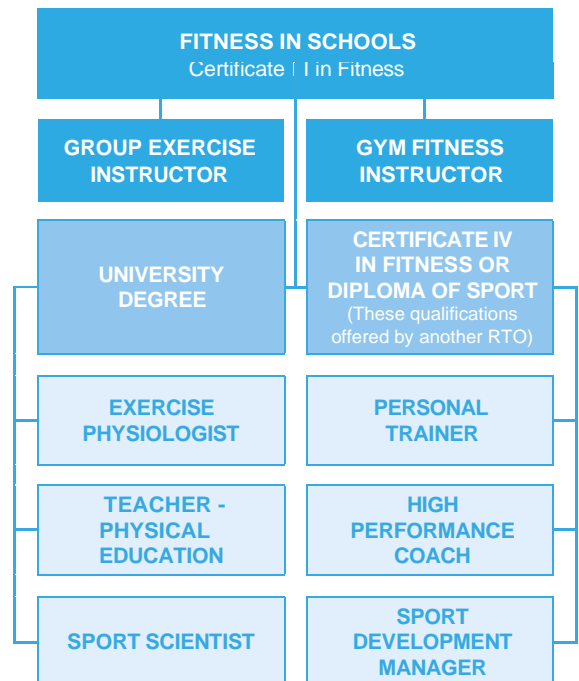 FITNESS IN SCHOOLS
Certificate in Fitness
GROUP EXERCISE
INSTRUCTOR
GYM FITNESS
INSTRUCTOR
UNIVERSITY
DEGREE
CERTIFICATE IV
IN FITNESS OR
DIPLOMA OF SPORT
(These qualifications
offered by another RTO)
EXERCISE
PHYSIOLOGIST
PERSONAL
TRAINER
TEACHER -
PHYSICAL
EDUCATION
HIGH
PERFORMANCE
COACH
SPORT SCIENTIST
SPORT
DEVELOPMENT
MANAGER